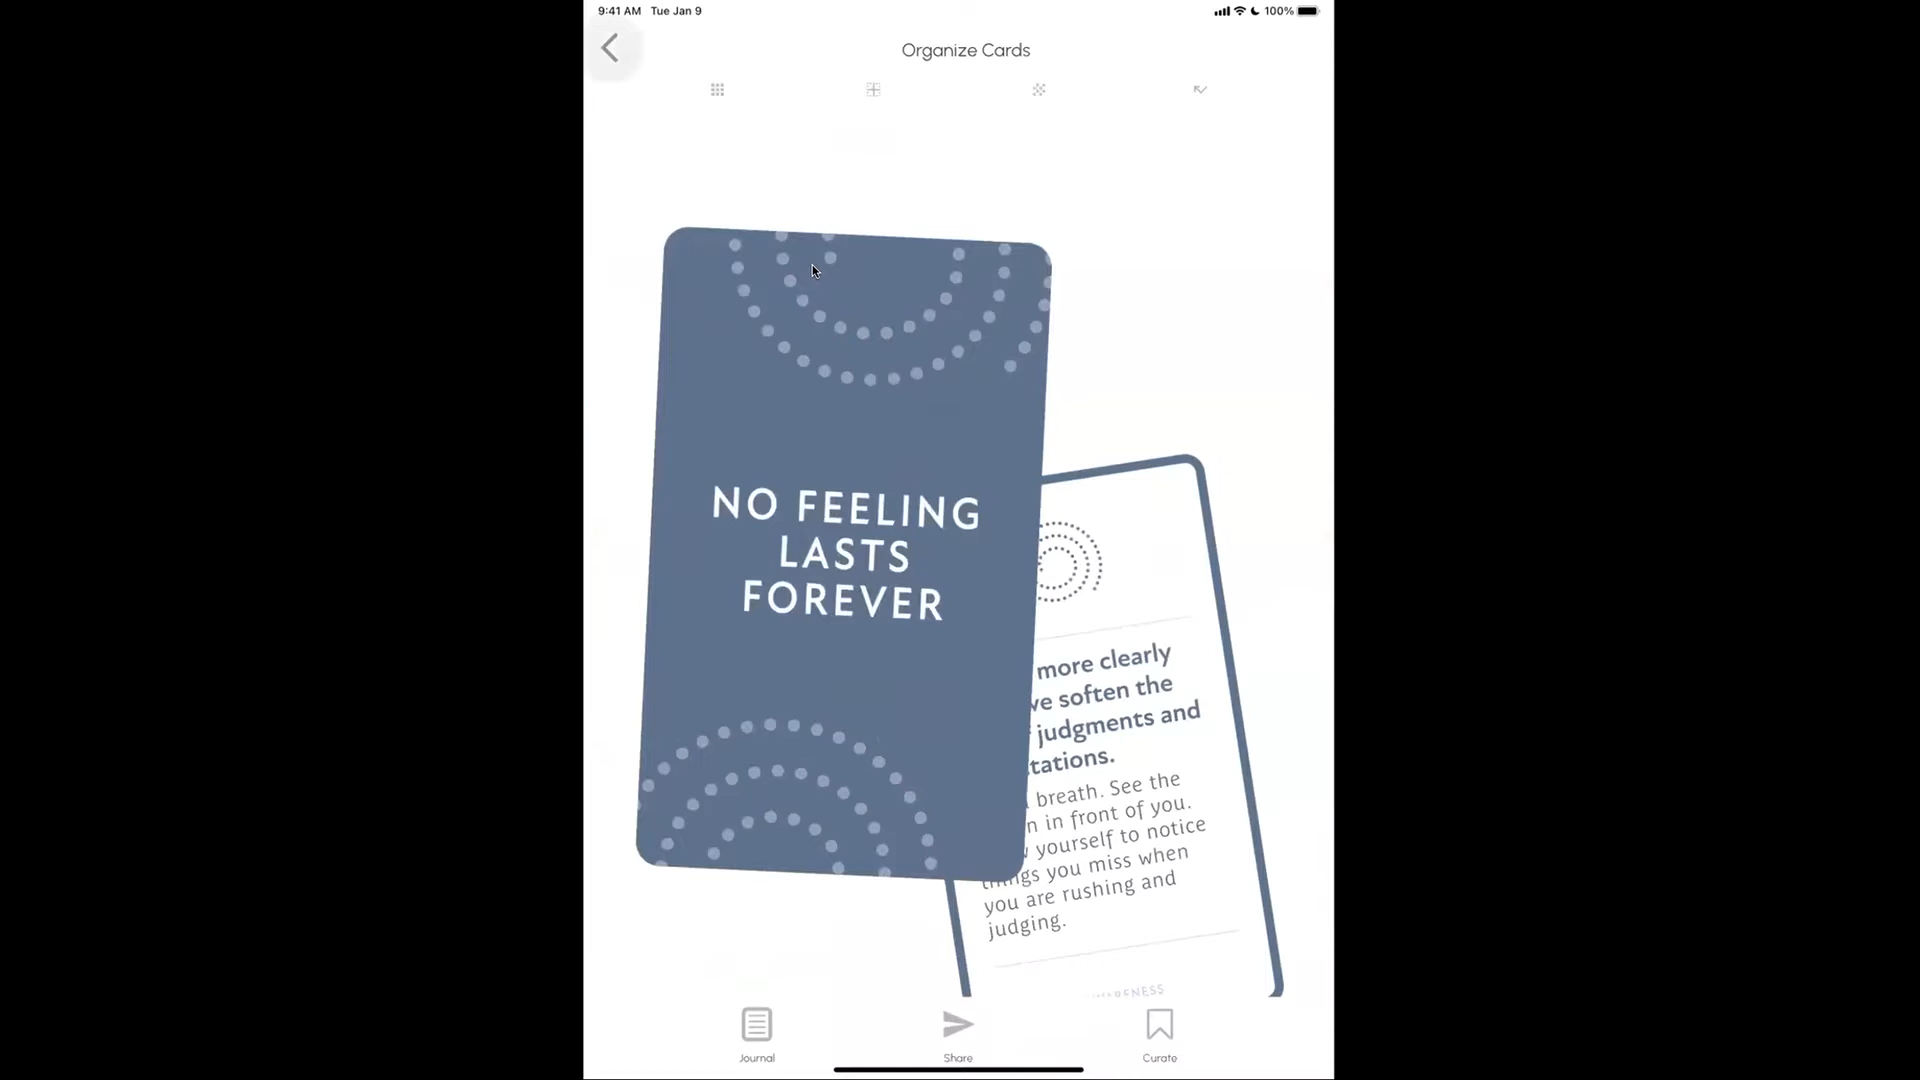 9:41 AM Tue Jan 9
100%
Organize Cards
NO FEELING
LASTS
FOREVER
more clearly
soften the
judgments and
breath. See the
in front of you.
yourself to notice
things you miss when
you are rushing and
judging.
Journal
Share
Curate